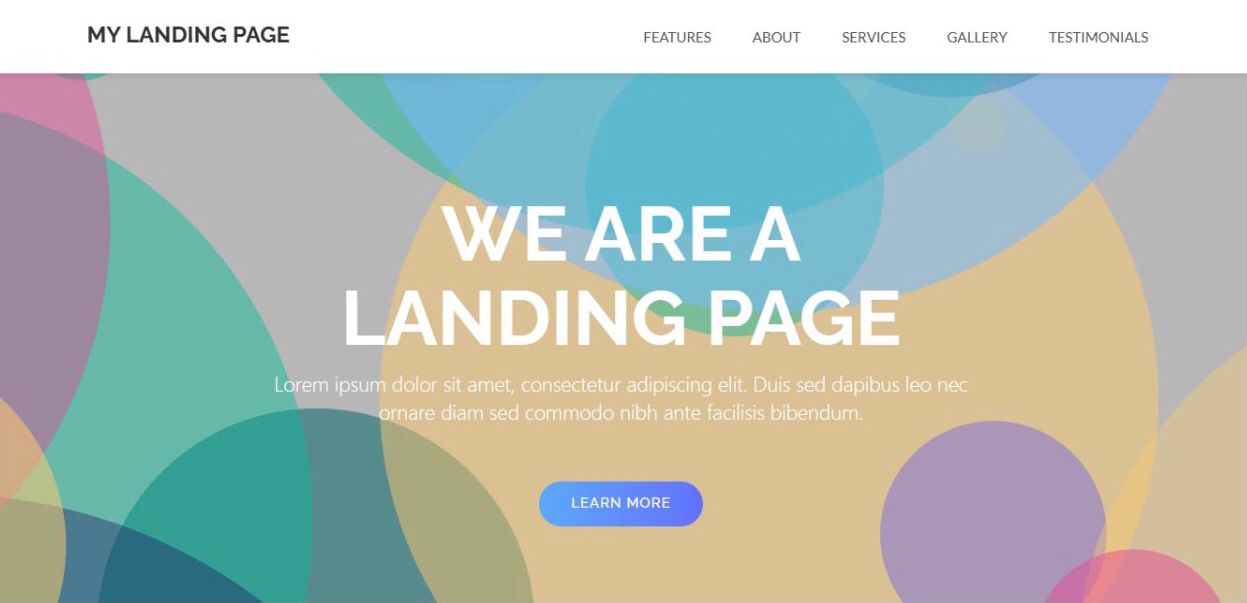 MY LANDING PAGE
FEATURES ABOUT SERVICES GALLERY TESTIMONIALS
WE ARE A
LANDING PAGE
Lorem ipsum dolor sit amet, consectetur adipiscing elit. Duis sed dapibus leo nec
ornare diam sed commodo nibh ante facilisis bibendum.
LEARN MORE